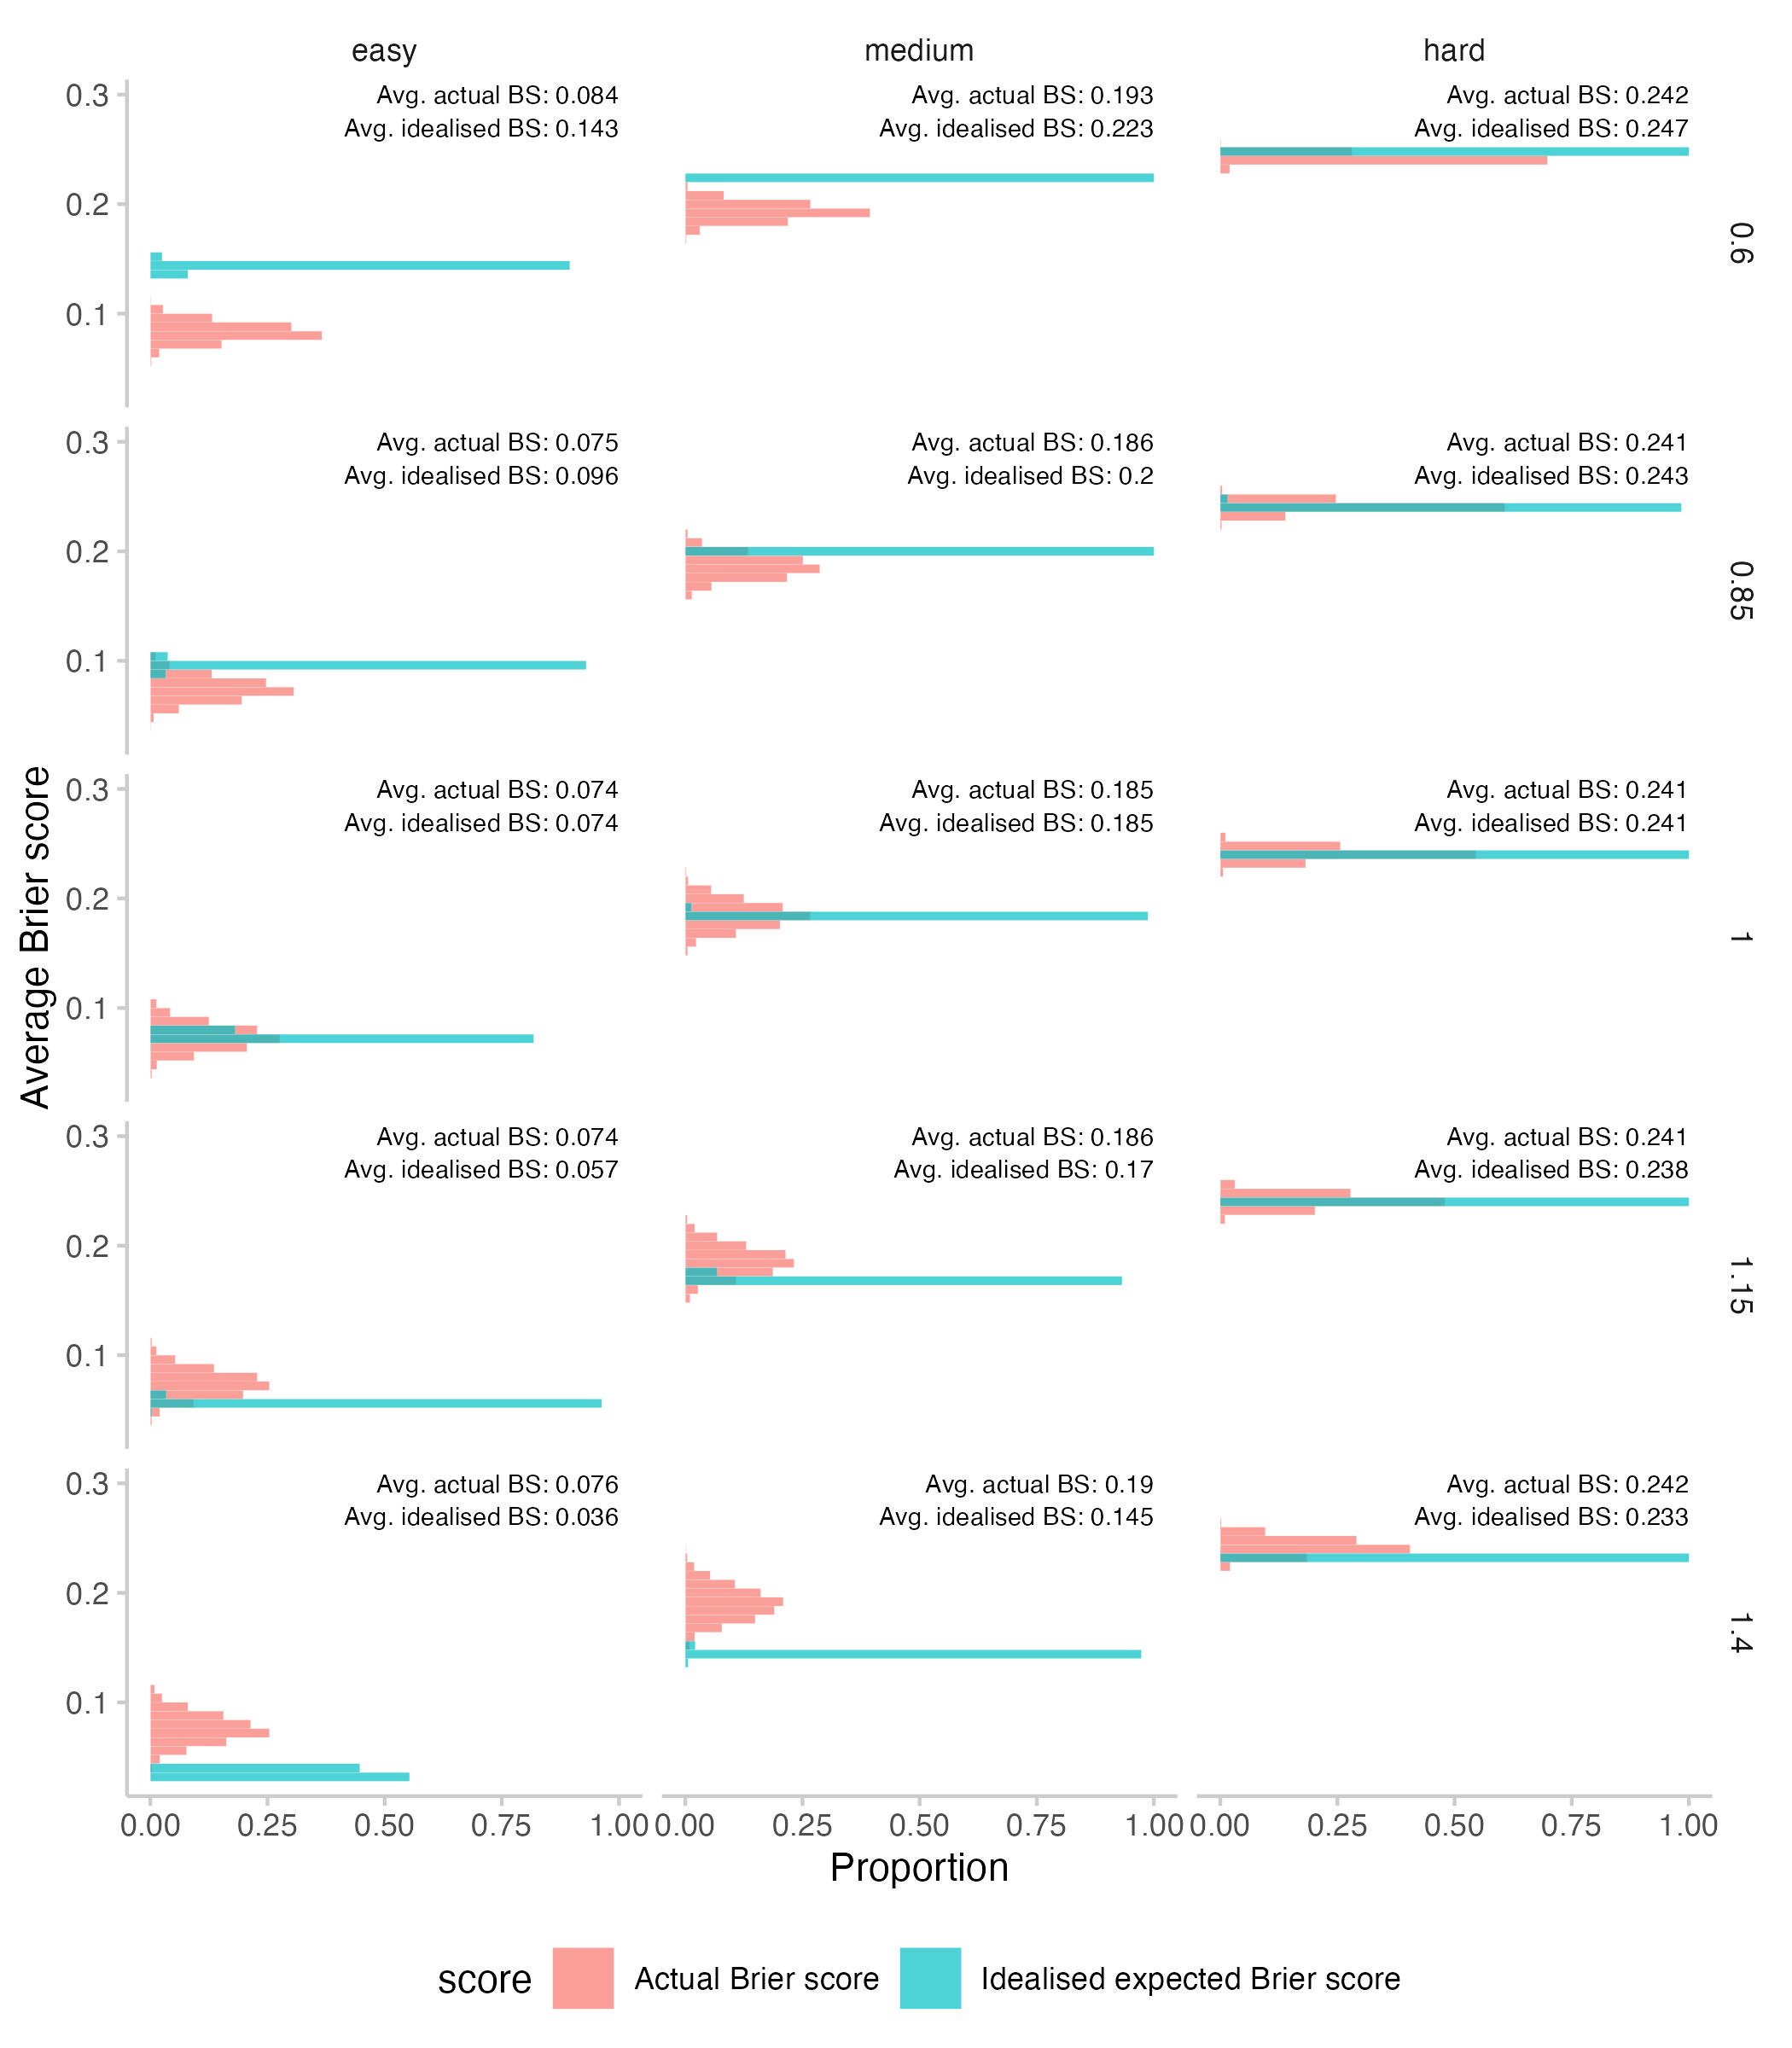 easy
medium
hard
Avg. actual BS: 0.084
Avg. idealised BS: 0.143
Avg. actual BS: 0.193
Avg. idealised BS: 0.223
Avg. actual BS: 0.242
Avg. idealised BS: 0.247
0.3
0.2
0.1
0.6
Avg. actual BS: 0.075
Avg. idealised BS: 0.096
Avg. actual BS: 0.186
Avg. idealised BS: 0.2
Avg. actual BS: 0.241
Avg. idealised BS: 0.243
0.3
0.2
0.1
0.85
Average Brier score
Avg. actual BS: 0.074
Avg. idealised BS: 0.074
Avg. actual BS: 0.185
Avg. idealised BS: 0.185
Avg. actual BS: 0.241
Avg. idealised BS: 0.241
0.3
0.2
0.1
1
Avg. actual BS: 0.074
Avg. idealised BS: 0.057
Avg. actual BS: 0.186
Avg. idealised BS: 0.17
Avg. actual BS: 0.241
Avg. idealised BS: 0.238
0.3
0.2
0.1
1.15
Avg. actual BS: 0.076
Avg. idealised BS: 0.036
Avg. actual BS: 0.19
Avg. idealised BS: 0.145
Avg. actual BS: 0.242
Avg. idealised BS: 0.233
0.3
0.2
0.1
1.4
0.00 0.25 0.50 0.75 1.00
0.00 0.25 0.50 0.75 1.00
0.00 0.25 0.50 0.75 1.00
Proportion
score Actual Brier score Idealised expected Brier score